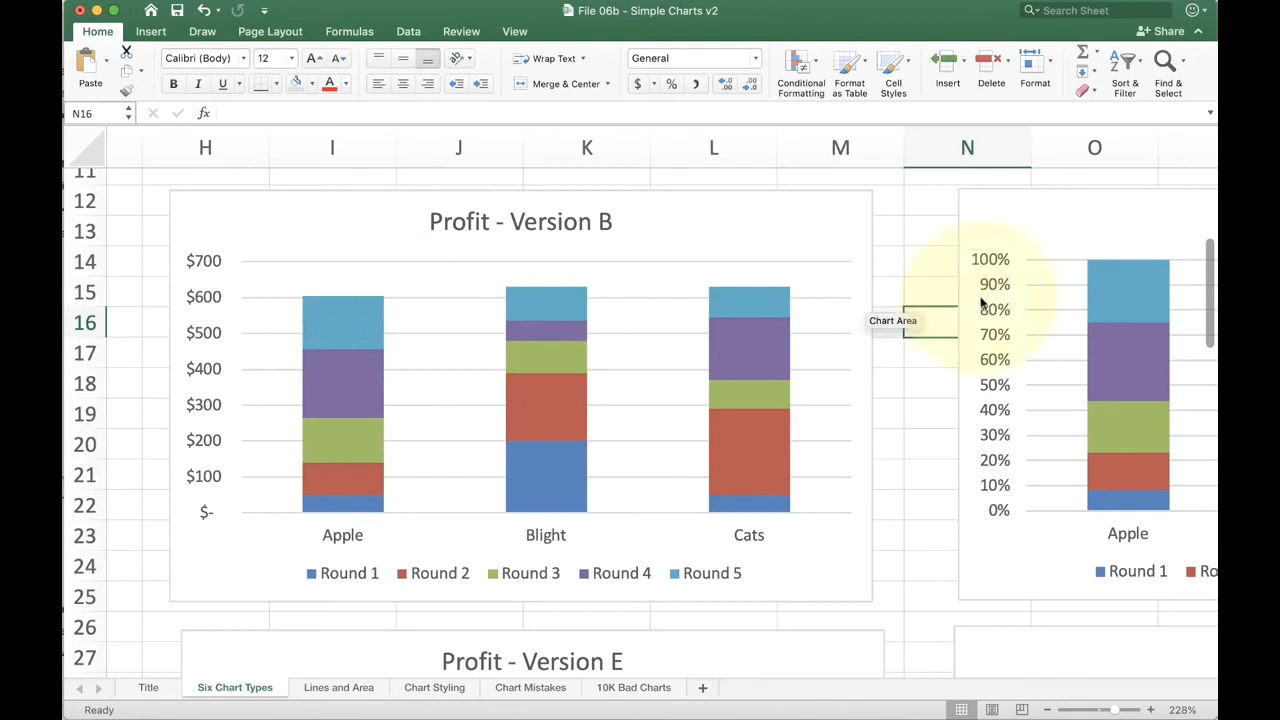 File 06b - Simple Charts v2
Search Sheet
Home Insert Draw Page Layout Formulas Data Review View
Share
Paste
Calibri (Body) 12 A A
B I U A
Wrap Text
Merge & Center
General
$ % ,
Conditional Formatting
Format as Table
Cell Styles
Insert
Delete
Format
Sort & Filter
Find & Select
N16 fx
H I J K L M N O
11
12
13
14
15
16
17
18
19
20
21
22
23
24
25
26
27
Profit - Version B
$700
$600
$500
$400
$300
$200
$100
$-
Apple Blight Cats
Round 1 Round 2 Round 3 Round 4 Round 5
Chart Area
100%
90%
80%
70%
60%
50%
40%
30%
20%
10%
0%
Apple
Round 1 Ro
Profit - Version E
Title Six Chart Types Lines and Area Chart Styling Chart Mistakes 10K Bad Charts +
Ready
228%